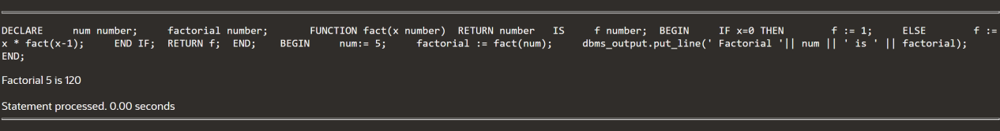 DECLARE     num number;     factorial number;       FUNCTION fact(x number)  RETURN number   IS     f number;  BEGIN     IF x=0 THEN        f := 1;     ELSE        f :=
x * fact(x-1);     END IF;  RETURN f;  END;    BEGIN     num:= 5;     factorial := fact(num);     dbms_output.put_line(' Factorial '|| num || ' is ' || factorial);
END;
Factorial 5 is 120
Statement processed. 0.00 seconds